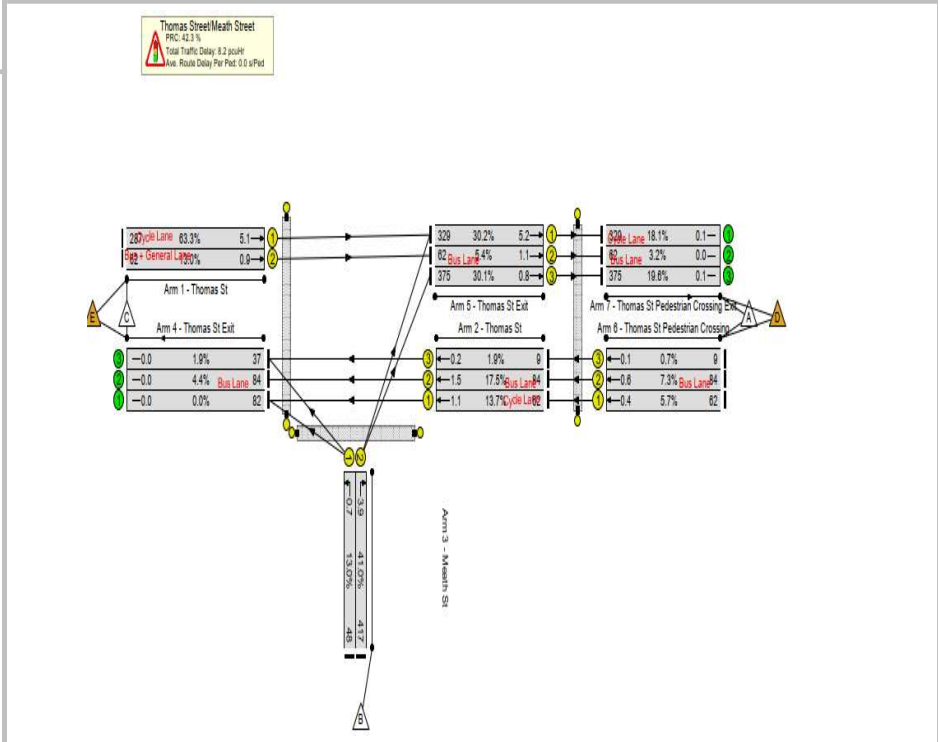 Thomas Street/Meath Street
PRC: 42.3 %
Total Traffic Delay: 8.2 pcuHr
Ave. Route Delay Per Ped: 0.0 s/Ped
Cycle Lane 63.3% 5.1 1
Bus + General Lane 0.9 2
Arm 1 - Thomas St
329 30.2% 5.2 1
62 Bus Lane 5.4% 1.1 2
375 30.1% 0.8 3
Arm 5 - Thomas St Exit
Cycle Lane 18.1% 0.1 1
Bus Lane 3.2% 0.0 2
375 19.6% 0.1 3
Arm 7 - Thomas St Pedestrian Crossing Exit
E
C
A
D
Arm 4 - Thomas St Exit
3 0.0 1.9% 37
2 0.0 4.4% Bus Lane 84
1 0.0 0.0% 82
Arm 2 - Thomas St
3 0.2 1.9% 9
2 1.5 17.5% Bus Lane 84
1 1.1 13.7% Cycle Lane 62
Arm 6 - Thomas St Pedestrian Crossing
3 0.1 0.7% 9
2 0.6 7.3% Bus Lane 84
1 0.4 5.7% 62
1 2
0.7 13.0% 48
3.9 41.0% 417
Arm 3 - Meath St
B